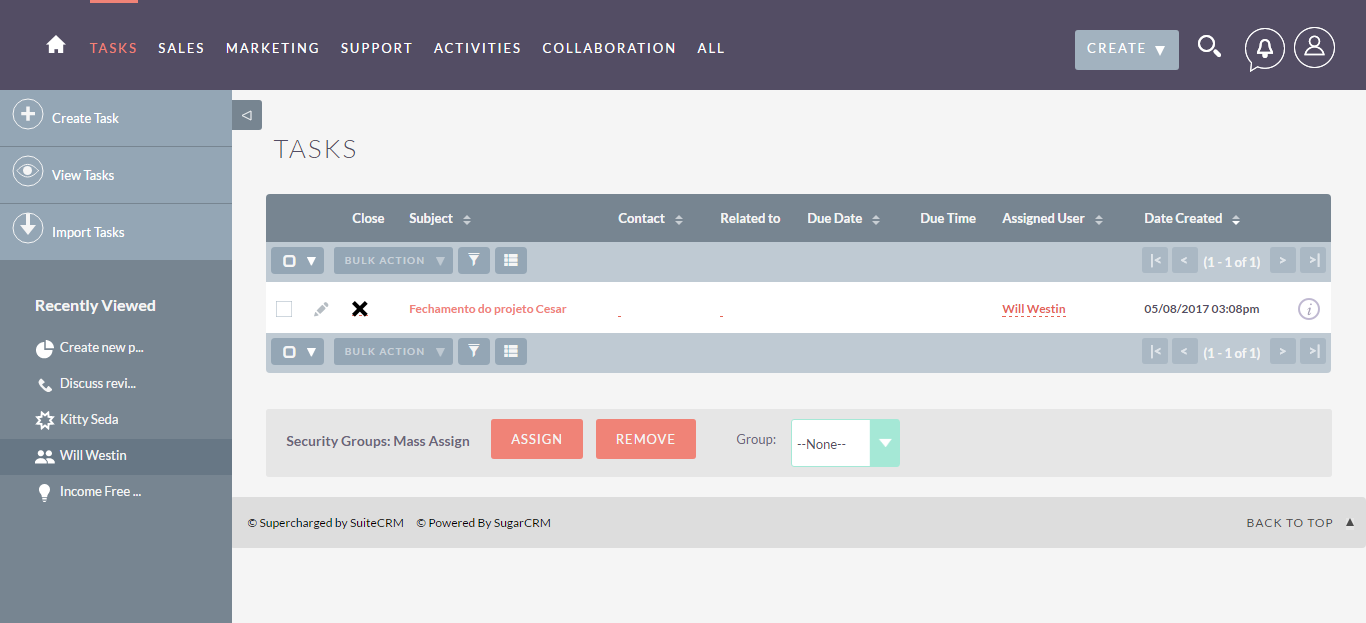 TASKS SALES MARKETING SUPPORT ACTIVITIES COLLABORATION ALL CREATE
Create Task
View Tasks
Import Tasks
Recently Viewed
Create new p...
Discuss revi...
Kitty Seda
Will Westin
Income Free ...
TASKS
Close Subject Contact Related to Due Date Due Time Assigned User Date Created
BULK ACTION (1 - 1 of 1)
Fechamento do projeto Cesar Will Westin 05/08/2017 03:08pm
BULK ACTION (1 - 1 of 1)
Security Groups: Mass Assign ASSIGN REMOVE Group: --None--
© Supercharged by SuiteCRM © Powered By SugarCRM BACK TO TOP